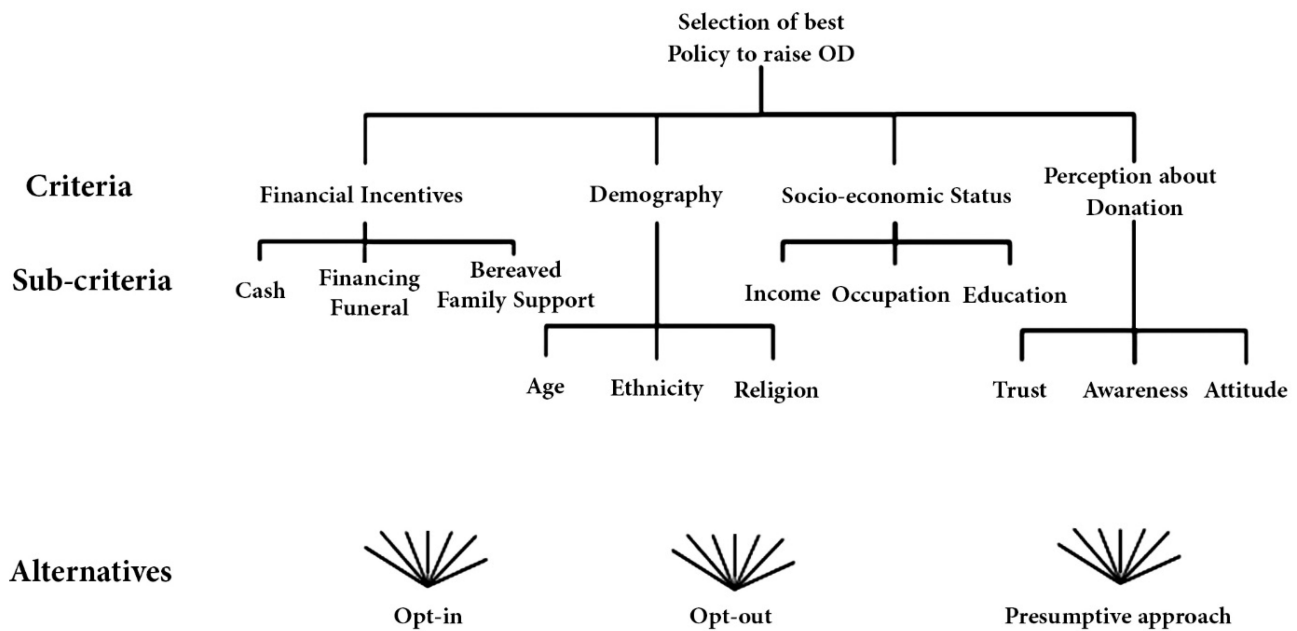 Selection of best
Policy to raise OD
Criteria
Financial Incentives
Demography
Socio-economic Status
Perception about
Donation
Sub-criteria
Cash
Financing
Funeral
Bereaved
Family Support
Income
Occupation
Education
Age
Ethnicity
Religion
Trust
Awareness
Attitude
Alternatives
Opt-in
Opt-out
Presumptive approach